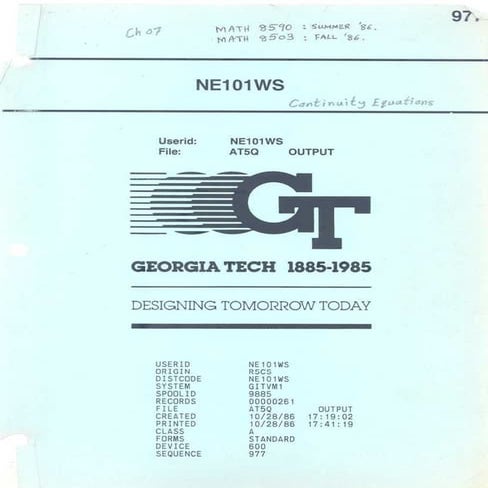 97.
Ch 07 MATH 8590 : SUMMER '86.
MATH 8503 : FALL '86.
NE101WS
Continuity Equations
Userid: NE101WS
File: AT5Q OUTPUT
GT
GEORGIA TECH 1885-1985
DESIGNING TOMORROW TODAY
USERID NE101WS
ORIGIN RSCS
DISTCODE NE101WS
SYSTEM GITVM1
SPOOLID 9885
RECORDS 00000261
FILE AT5Q OUTPUT
CREATED 10/28/86 17:19:02
PRINTED 10/28/86 17:41:19
CLASS A
FORMS STANDARD
DEVICE 600
SEQUENCE 977